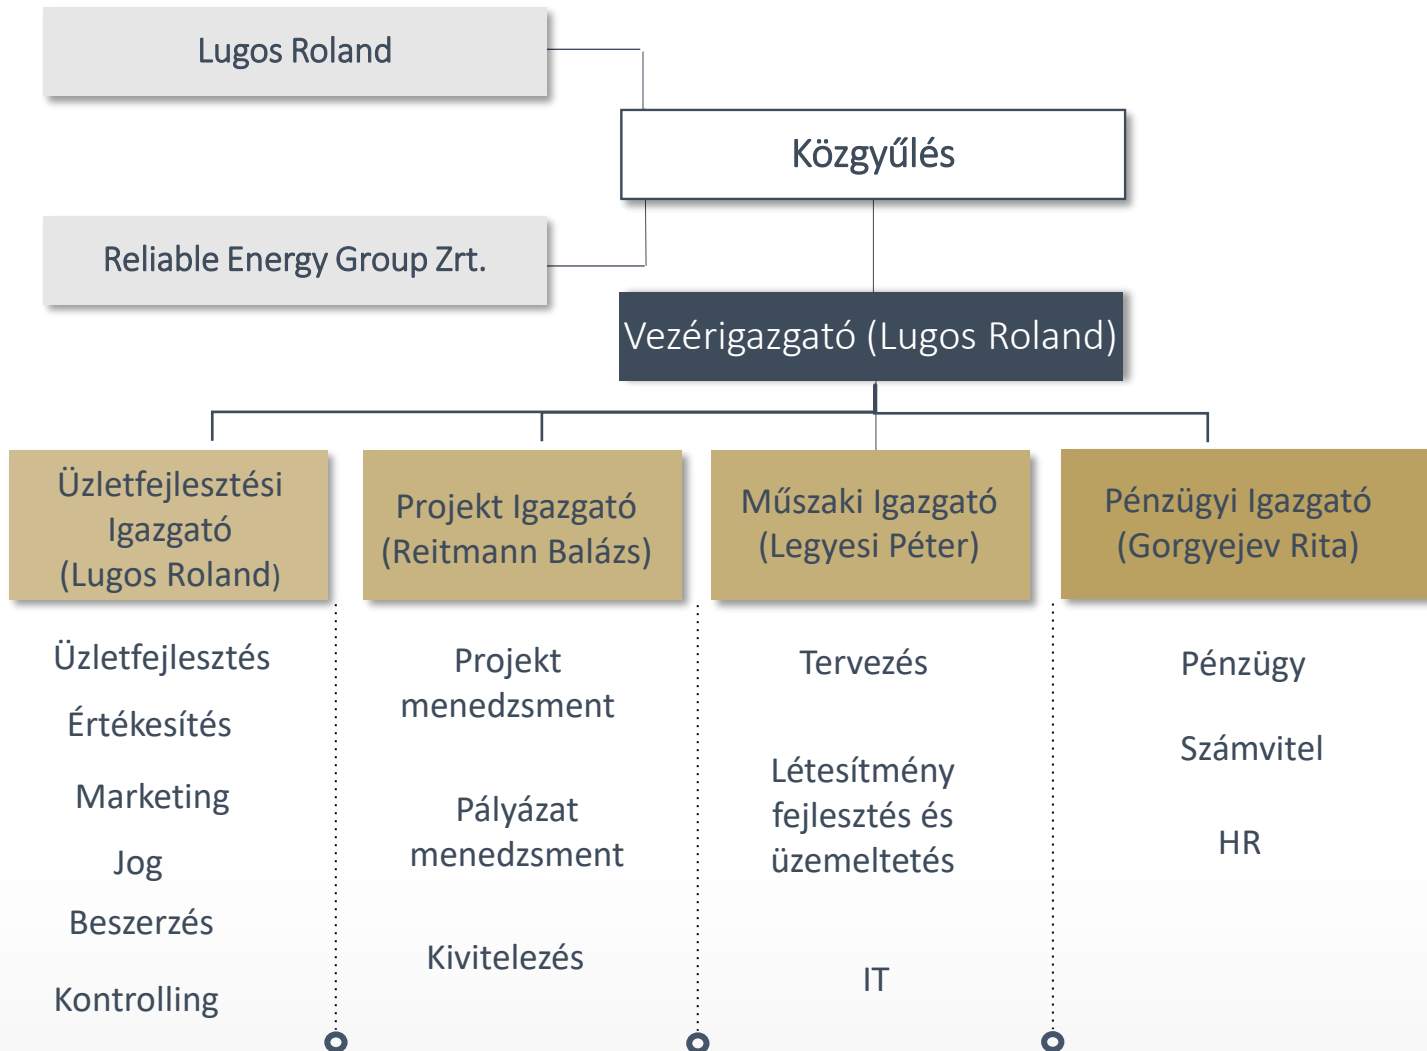 Lugos Roland
Közgyűlés
Reliable Energy Group Zrt.
Vezérigazgató (Lugos Roland)
Üzletfejlesztési
Igazgató
(Lugos Roland)
Projekt Igazgató
(Reitmann Balázs)
Műszaki Igazgató
(Legyesi Péter)
Pénzügyi Igazgató
(Gorgyejev Rita)
Üzletfejlesztés
Értékesítés
Marketing
Jog
Beszerzés
Kontrolling
Projekt
menedzsment
Pályázat
menedzsment
Kivitelezés
Tervezés
Létesítmény
fejlesztés és
üzemeltetés
IT
Pénzügy
Számvitel
HR